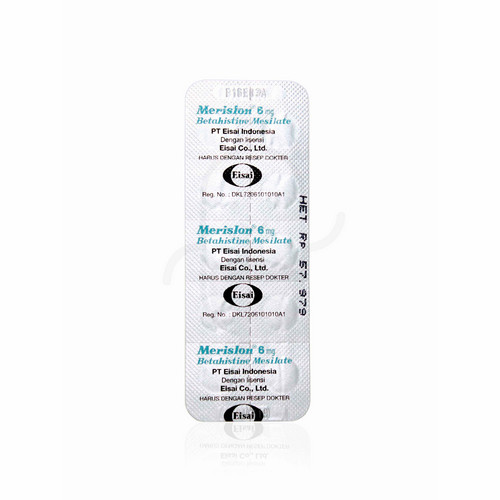 Merislon® 6 mg
Betahistine Mesilate
PT Eisai Indonesia
Dengan lisensi
Eisai Co., Ltd.
HARUS DENGAN RESEP DOKTER
Eisai
Reg. No. : DKL7206101010A1
HET RP 57.979
Merislon® 6 mg
Betahistine Mesilate
PT Eisai Indonesia
Dengan lisensi
Eisai Co., Ltd.
HARUS DENGAN RESEP DOKTER
Eisai
Reg. No. : DKL7206101010A1
Merislon® 6 mg
Betahistine Mesilate
PT Eisai Indonesia
Dengan lisensi
Eisai Co., Ltd.
HARUS DENGAN RESEP DOKTER
Eisai